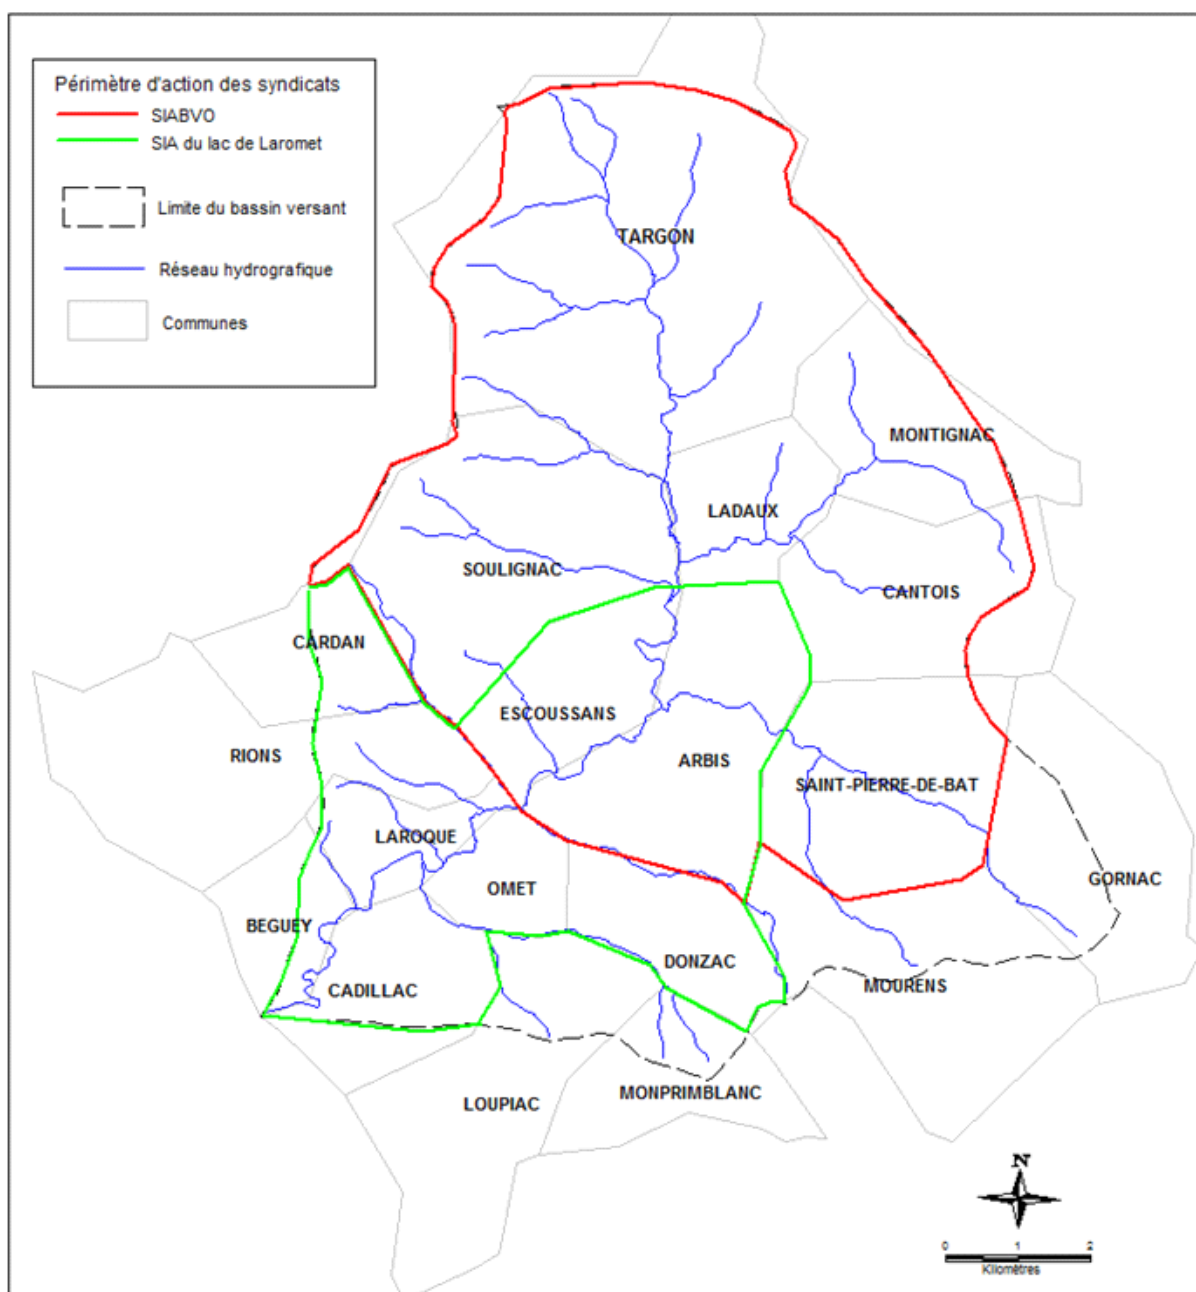 Périmètre d'action des syndicats
SIABVO
SIA du lac de Laromet
Limite du bassin versant
Réseau hydrografique
Communes
TARGON
MONTIGNAC
LADAUX
SOULIGNAC
CANTOIS
CARDAN
ESCOUSSANS
RIONS
ARBIS
SAINT-PIERRE-DE-BAT
LAROQUE
GORNAC
OMET
BEGUEY
DONZAC
MOURENS
CADILLAC
MONPRIMBLANC
LOUPIAC
N
0 1 2
Kilomètres